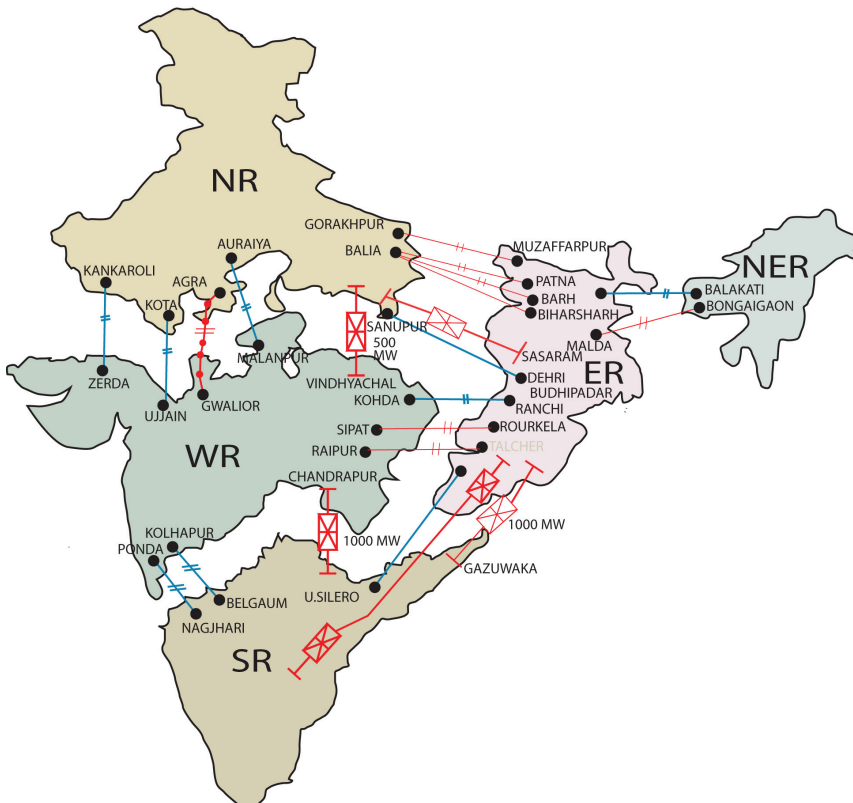 NR
GORAKHPUR
BALIA
AURAIYA
KANKAROLI
AGRA
KOTA
MUZAFFARPUR
PATNA
BARH
BIHARSHARH
NER
BALAKATI
BONGAIGAON
SANUPUR
500
MW
MALANPUR
SASARAM
MALDA
ER
ZERDA
UJJAIN
GWALIOR
VINDHYACHAL
KOHDA
DEHRI
BUDHIPADAR
RANCHI
WR
SIPAT
RAIPUR
CHANDRAPUR
ROURKELA
TALCHER
1000 MW
1000 MW
KOLHAPUR
PONDA
GAZUWAKA
U.SILERO
BELGAUM
NAGJHARI
SR